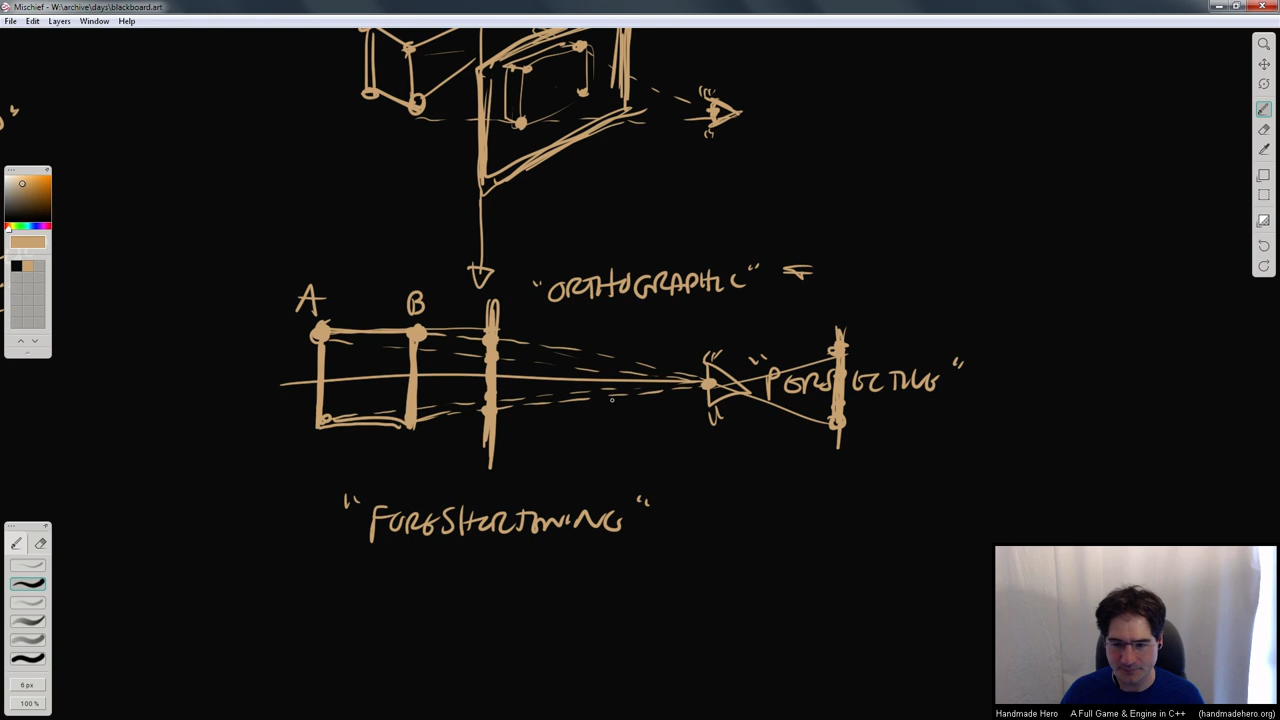 Mischief - W:\archive\days\blackboard.art
File Edit Layers Window Help
"ORTHOGRAPHIC"
A B
"PERSPECTIVE"
"FORESHORTENING"
6 px
100 %
Handmade Hero A Full Game & Engine in C++ (handmadehero.org)